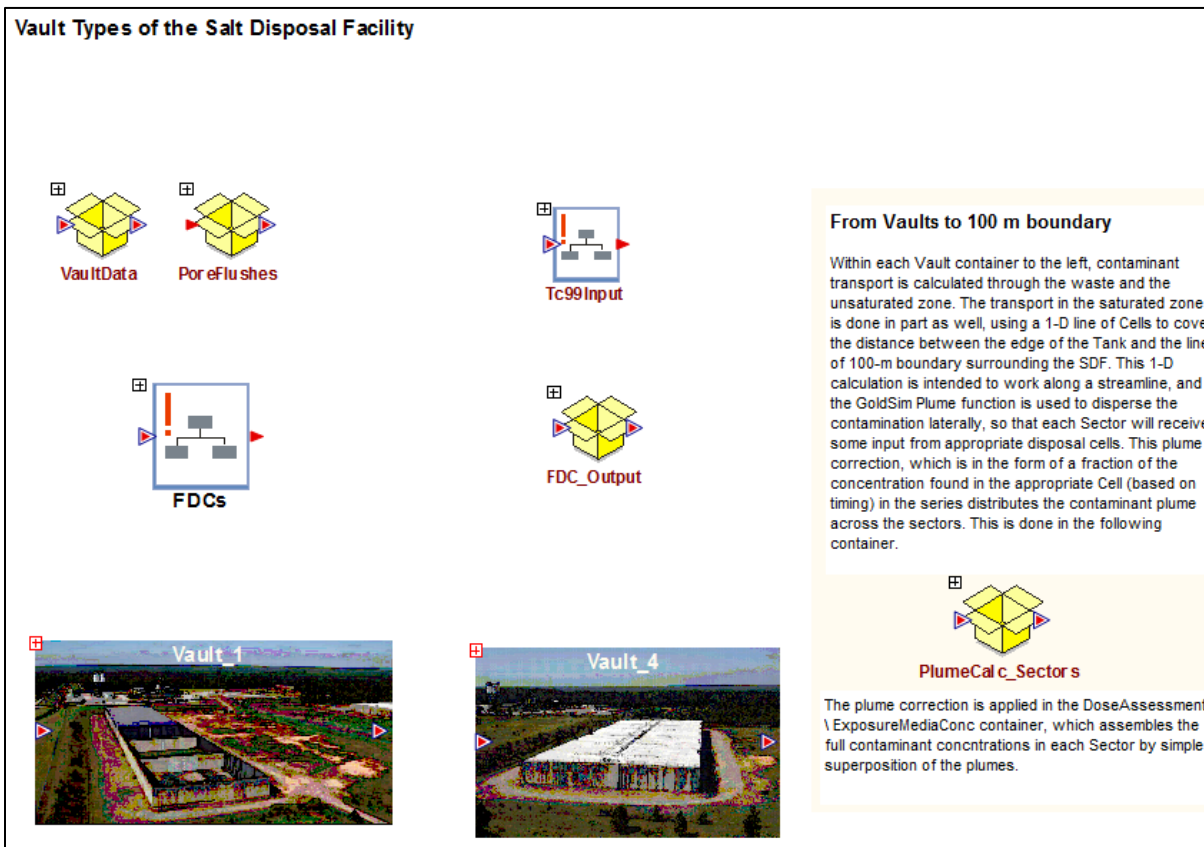 Vault Types of the Salt Disposal Facility
VaultData
PoreFlushes
Tc99Input
FDCs
FDC_Output
Vault_1
Vault_4
From Vaults to 100 m boundary
Within each Vault container to the left, contaminant
transport is calculated through the waste and the
unsaturated zone. The transport in the saturated zone
is done in part as well, using a 1-D line of Cells to cove
the distance between the edge of the Tank and the line
of 100-m boundary surrounding the SDF. This 1-D
calculation is intended to work along a streamline, and
the GoldSim Plume function is used to disperse the
contamination laterally, so that each Sector will receive
some input from appropriate disposal cells. This plume
correction, which is in the form of a fraction of the
concentration found in the appropriate Cell (based on
timing) in the series distributes the contaminant plume
across the sectors. This is done in the following
container.
PlumeCalc_Sectors
The plume correction is applied in the DoseAssessment
\ ExposureMediaConc container, which assembles the
full contaminant concntrations in each Sector by simple
superposition of the plumes.